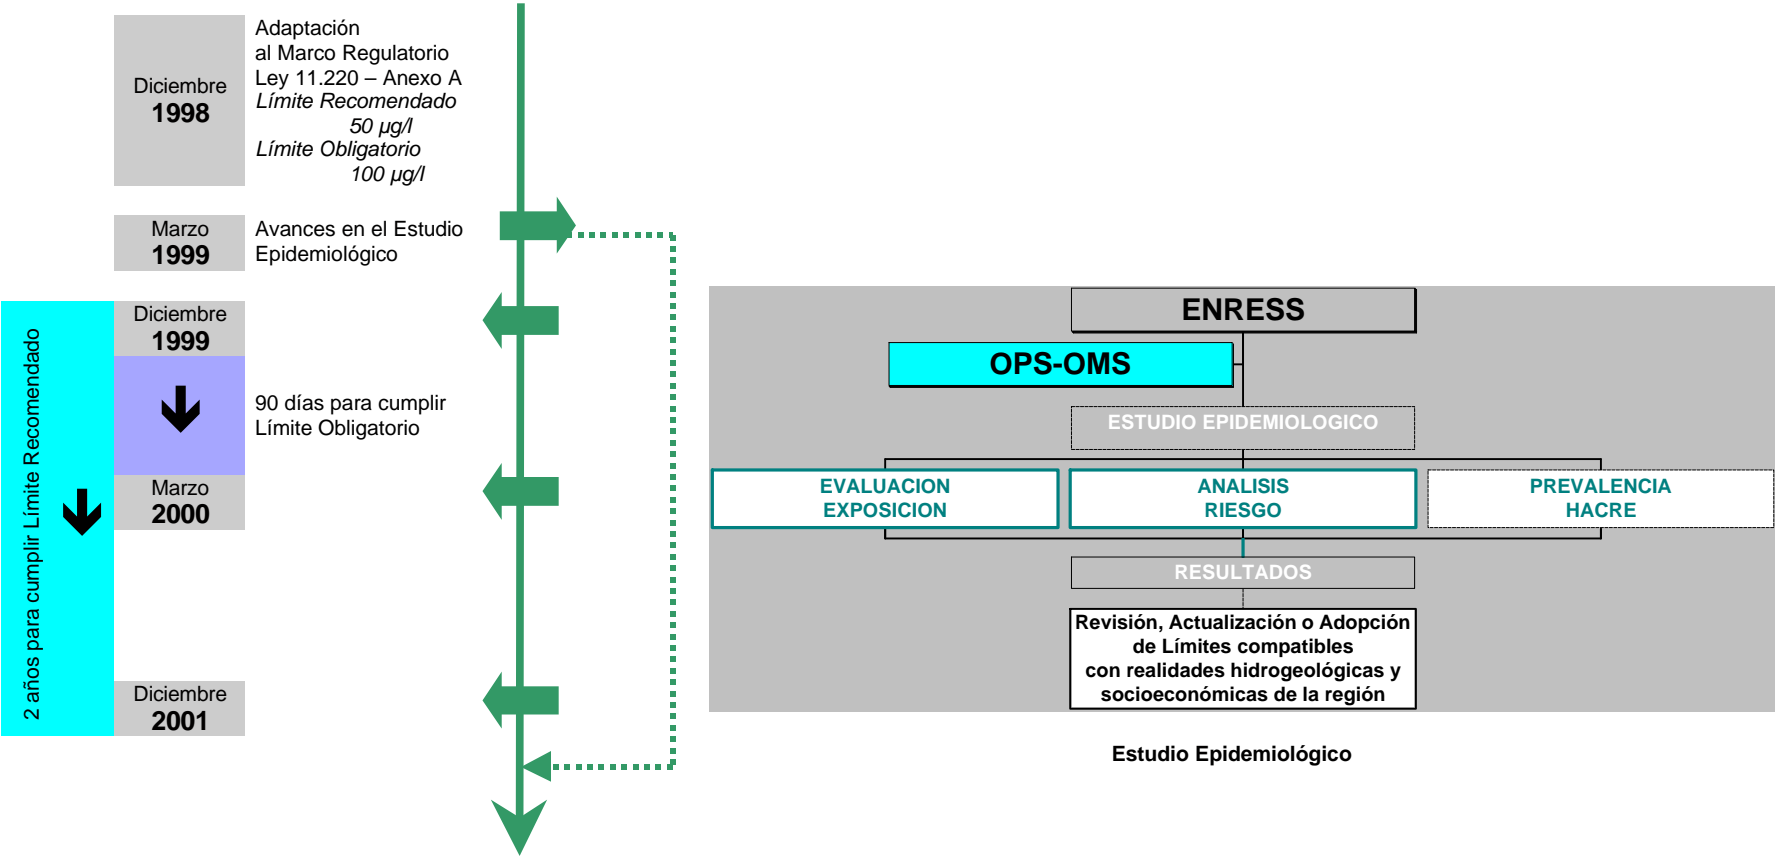 Diciembre
1998
Adaptación
al Marco Regulatorio
Ley 11.220 – Anexo A
Límite Recomendado
50 µg/l
Límite Obligatorio
100 µg/l
Marzo
1999
Avances en el Estudio
Epidemiológico
2 años para cumplir Límite Recomendado
Diciembre
1999
90 días para cumplir
Límite Obligatorio
Marzo
2000
Diciembre
2001
ENRESS
OPS-OMS
ESTUDIO EPIDEMIOLOGICO
EVALUACION
EXPOSICION
ANALISIS
RIESGO
PREVALENCIA
HACRE
RESULTADOS
Revisión, Actualización o Adopción
de Límites compatibles
con realidades hidrogeológicas y
socioeconómicas de la región
Estudio Epidemiológico